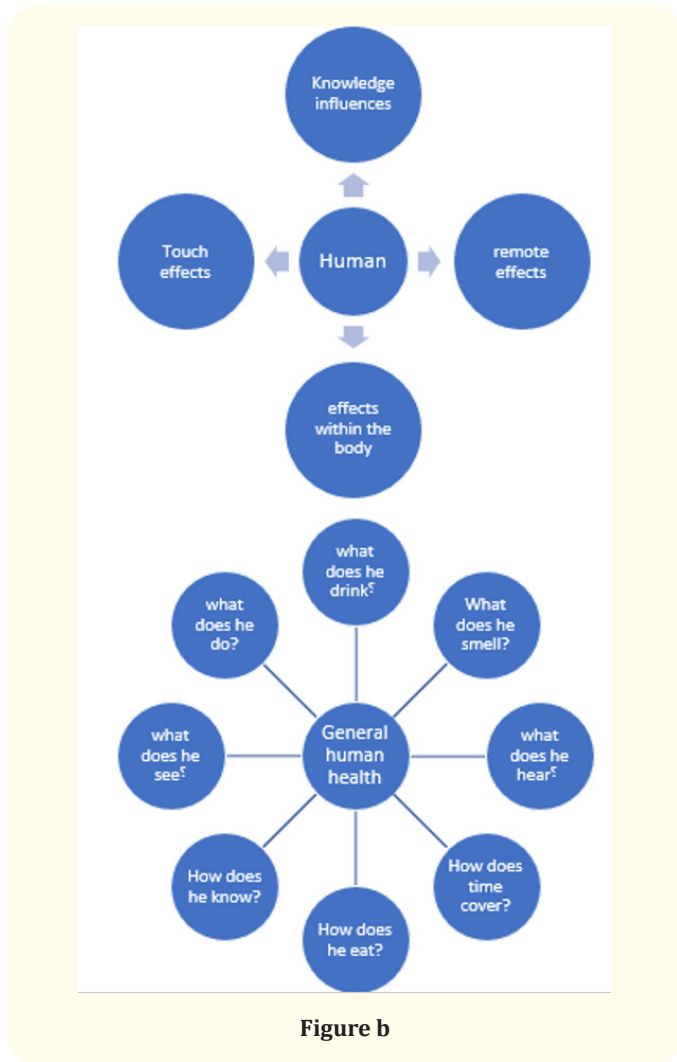 Knowledge
influences
Touch
effects
Human
remote
effects
effects
within the
body
what
does he
drink؟
what
does he
do?
What
does he
smell?
what
does he
see؟
General
human
health
what
does he
hear؟
How does
he know?
How does
time
cover?
How does
he eat?
Figure b